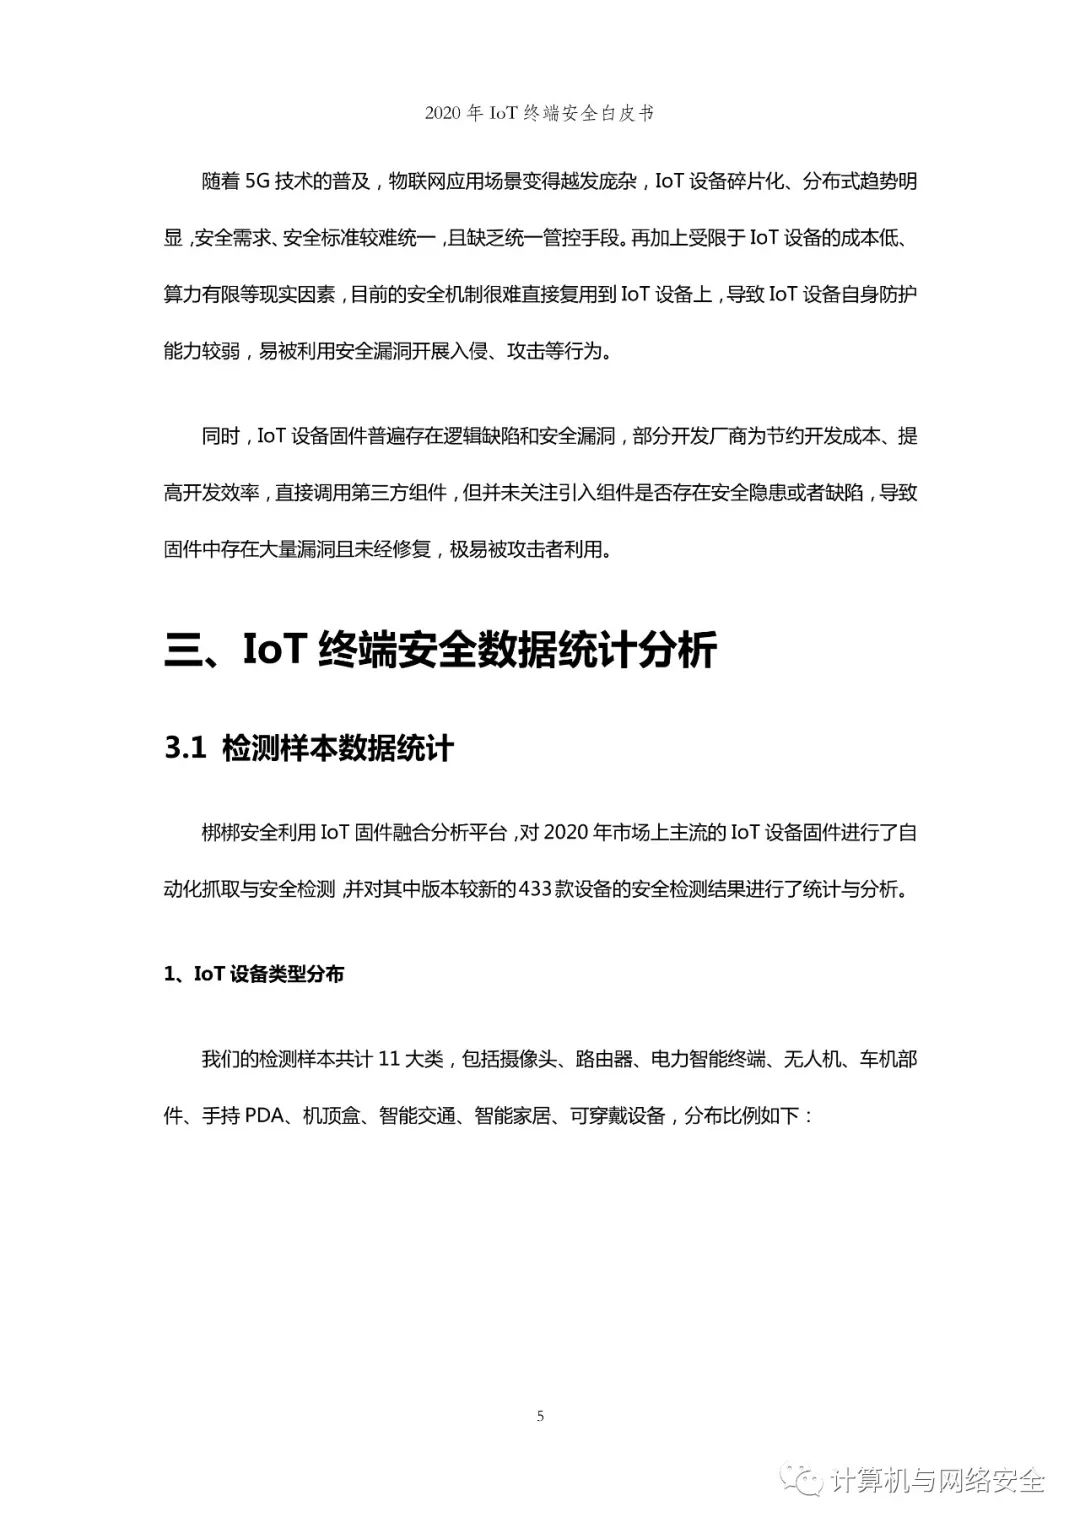 2020 年 IoT 终端安全白皮书
随着 5G 技术的普及，物联网应用场景变得越发庞杂，IoT 设备碎片化、分布式趋势明
显，安全需求、安全标准较难统一，且缺乏统一管控手段。再加上受限于 IoT 设备的成本低、
算力有限等现实因素，目前的安全机制很难直接复用到 IoT 设备上，导致 IoT 设备自身防护
能力较弱，易被利用安全漏洞开展入侵、攻击等行为。
同时，IoT 设备固件普遍存在逻辑缺陷和安全漏洞，部分开发厂商为节约开发成本、提
高开发效率，直接调用第三方组件，但并未关注引入组件是否存在安全隐患或者缺陷，导致
固件中存在大量漏洞且未经修复，极易被攻击者利用。
三、IoT 终端安全数据统计分析
3.1 检测样本数据统计
梆梆安全利用 IoT 固件融合分析平台，对 2020 年市场上主流的 IoT 设备固件进行了自
动化抓取与安全检测，并对其中版本较新的 433 款设备的安全检测结果进行了统计与分析。
1、IoT 设备类型分布
我们的检测样本共计 11 大类，包括摄像头、路由器、电力智能终端、无人机、车机部
件、手持 PDA、机顶盒、智能交通、智能家居、可穿戴设备，分布比例如下：
5
计算机与网络安全